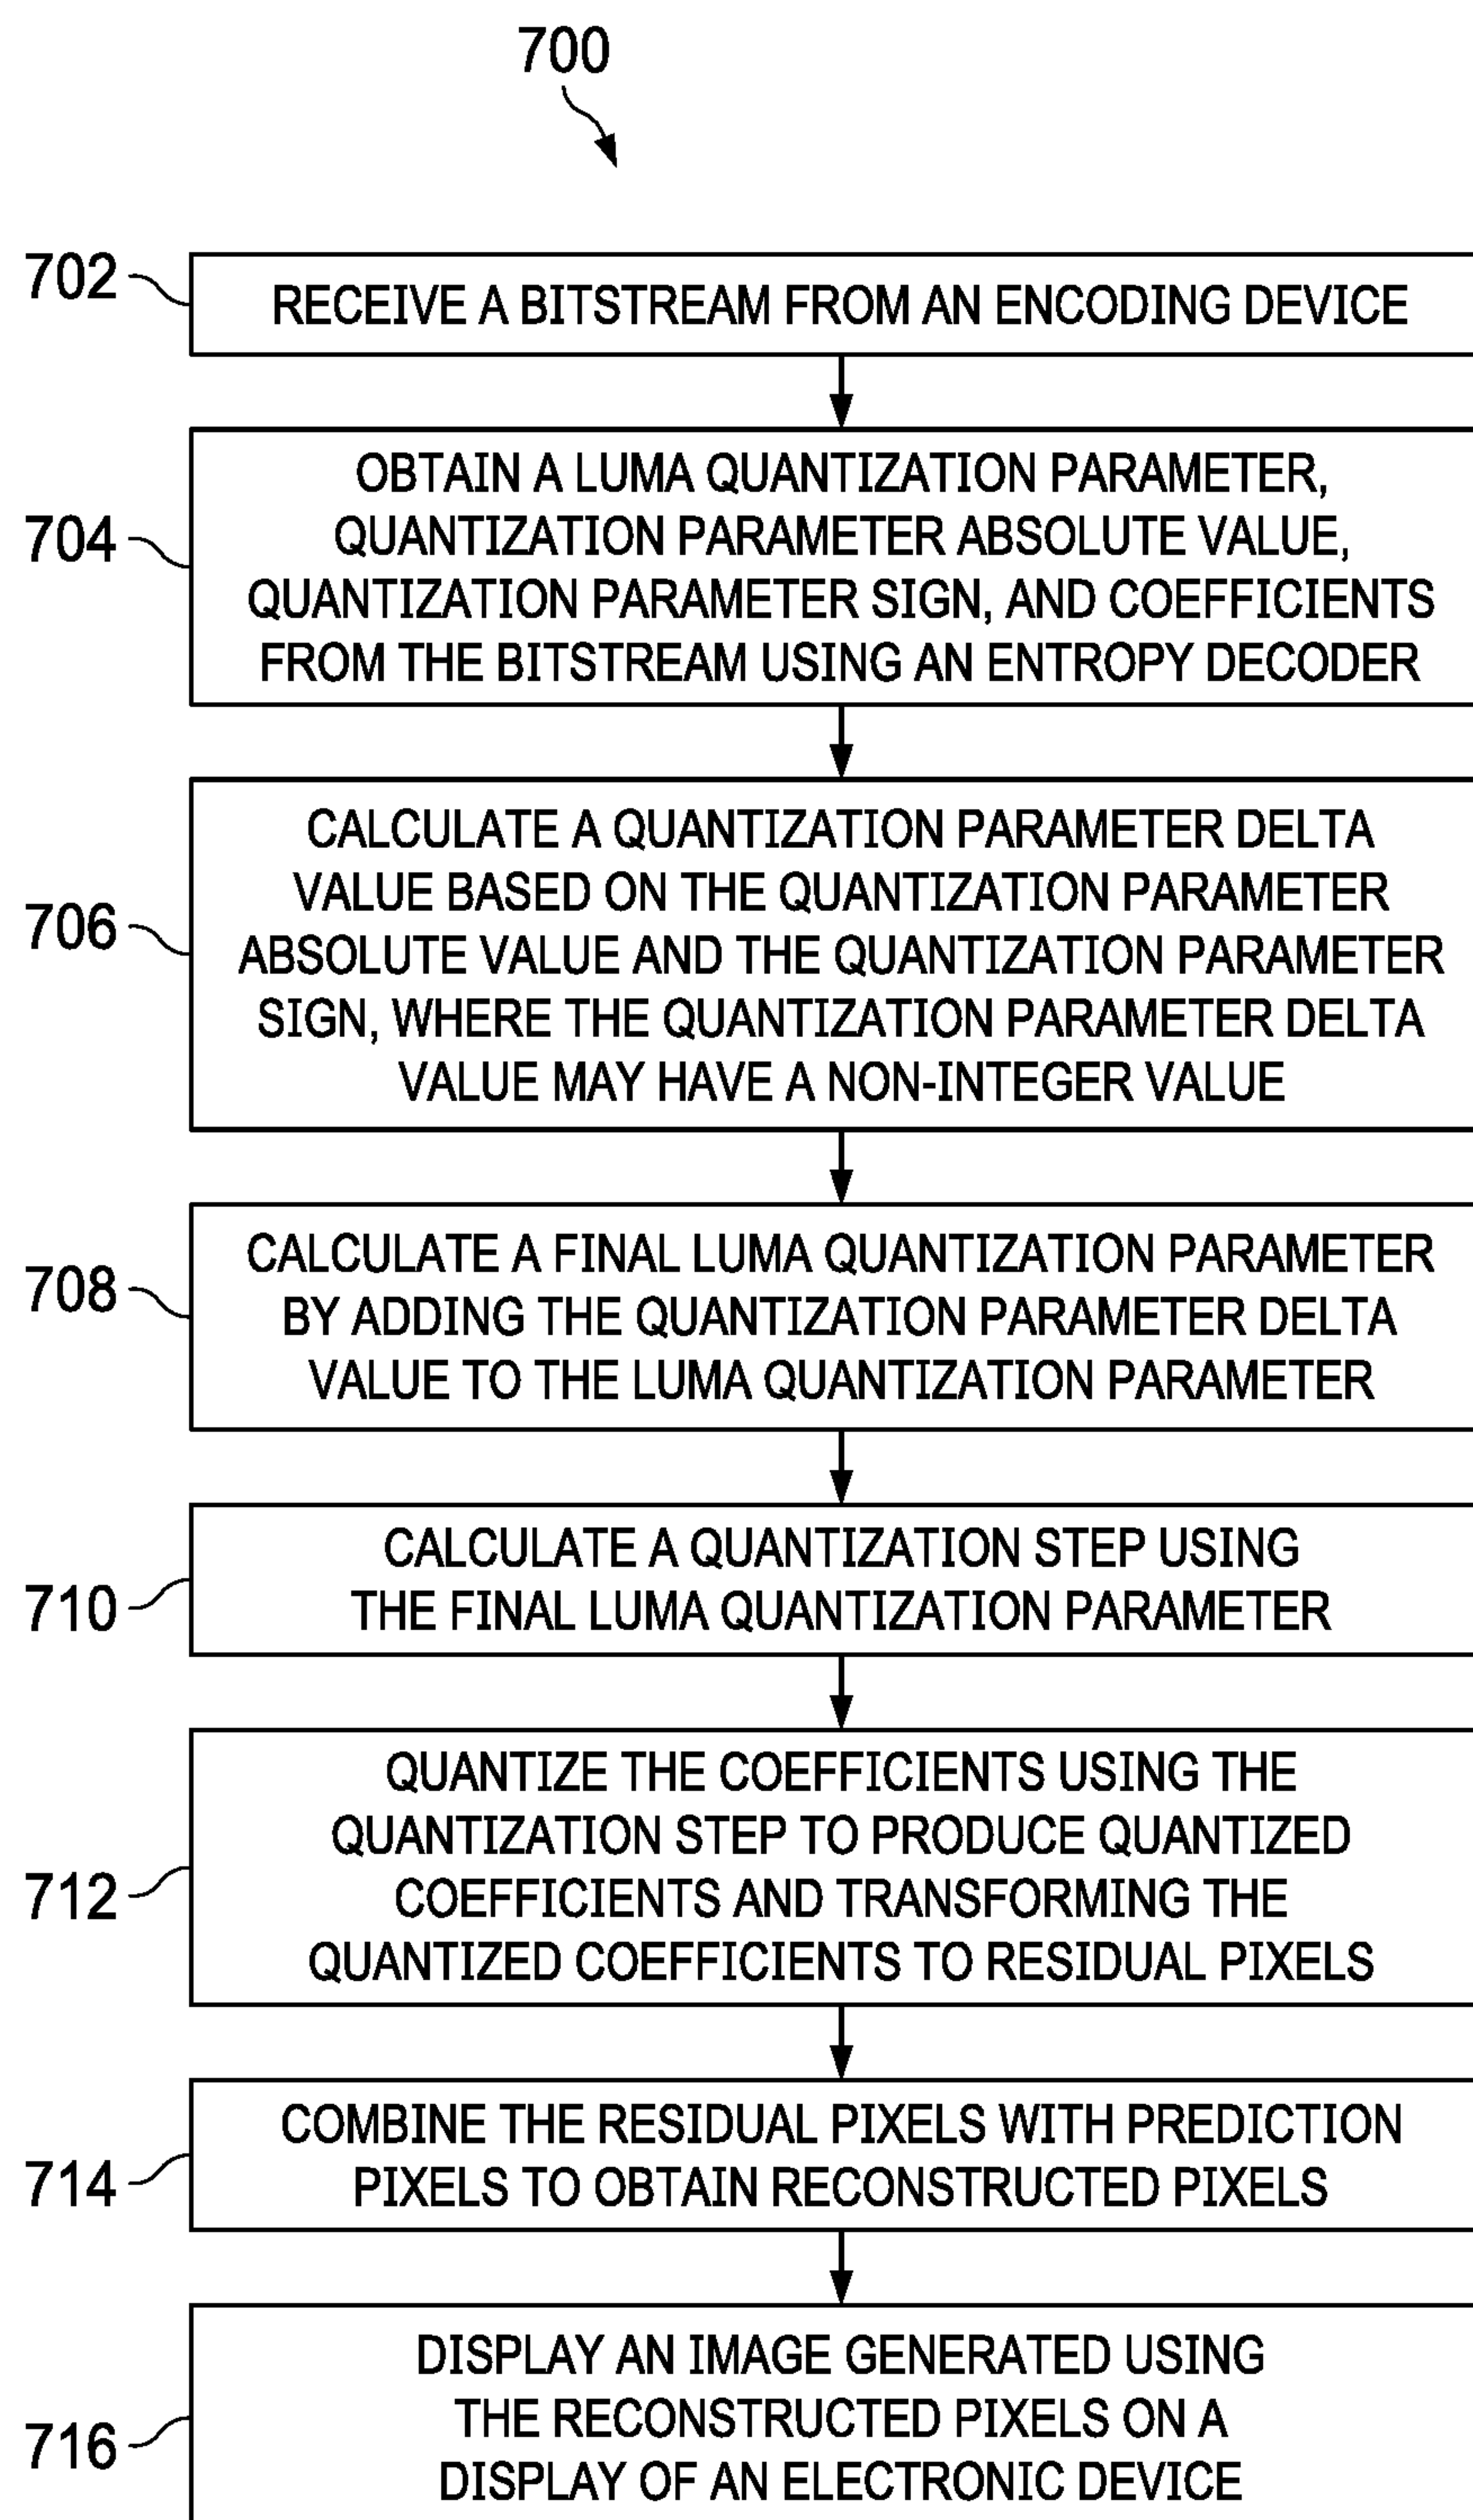 700
702
RECEIVE A BITSTREAM FROM AN ENCODING DEVICE
704
OBTAIN A LUMA QUANTIZATION PARAMETER,
QUANTIZATION PARAMETER ABSOLUTE VALUE,
QUANTIZATION PARAMETER SIGN, AND COEFFICIENTS
FROM THE BITSTREAM USING AN ENTROPY DECODER
706
CALCULATE A QUANTIZATION PARAMETER DELTA
VALUE BASED ON THE QUANTIZATION PARAMETER
ABSOLUTE VALUE AND THE QUANTIZATION PARAMETER
SIGN, WHERE THE QUANTIZATION PARAMETER DELTA
VALUE MAY HAVE A NON-INTEGER VALUE
708
CALCULATE A FINAL LUMA QUANTIZATION PARAMETER
BY ADDING THE QUANTIZATION PARAMETER DELTA
VALUE TO THE LUMA QUANTIZATION PARAMETER
710
CALCULATE A QUANTIZATION STEP USING
THE FINAL LUMA QUANTIZATION PARAMETER
712
QUANTIZE THE COEFFICIENTS USING THE
QUANTIZATION STEP TO PRODUCE QUANTIZED
COEFFICIENTS AND TRANSFORMING THE
QUANTIZED COEFFICIENTS TO RESIDUAL PIXELS
714
COMBINE THE RESIDUAL PIXELS WITH PREDICTION
PIXELS TO OBTAIN RECONSTRUCTED PIXELS
716
DISPLAY AN IMAGE GENERATED USING
THE RECONSTRUCTED PIXELS ON A
DISPLAY OF AN ELECTRONIC DEVICE